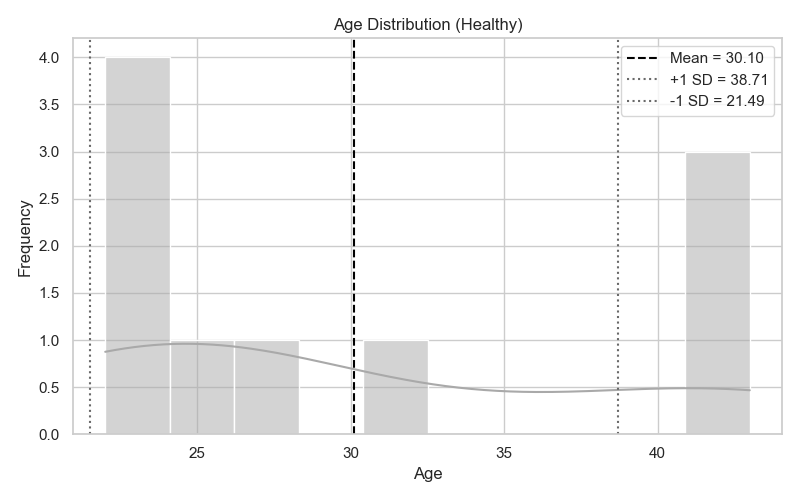 Age Distribution (Healthy)
Mean = 30.10
+1 SD = 38.71
-1 SD = 21.49
4.0
3.5
3.0
2.5
2.0
1.5
1.0
0.5
0.0
Frequency
25
30
35
40
Age